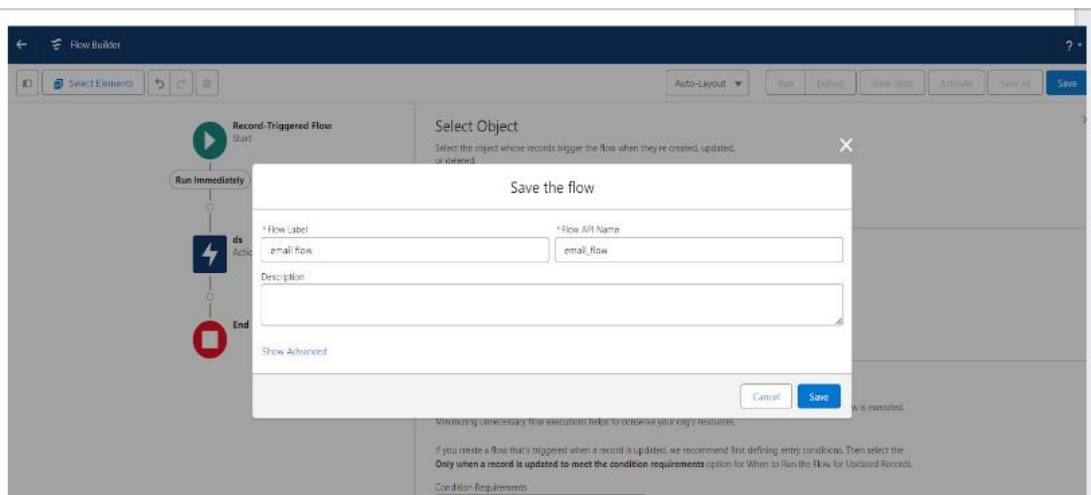 Flow Builder
?
Select Elements
Auto-Layout
Run
Debug
View Tests
Activate
Save As
Save
Record-Triggered Flow
Start
Run Immediately
ds
Actio
End
Select Object
Select the object whose records trigger the flow when they're created, updated,
or deleted.
Save the flow
* Flow Label
* Flow API Name
email flow
email_flow
Description
Show Advanced
Cancel
Save
w is executed.
Minimizing unnecessary flow executions helps to conserve your org's resources.
If you create a flow that's triggered when a record is updated, we recommend first defining entry conditions. Then select the
Only when a record is updated to meet the condition requirements option for When to Run the Flow for Updated Records.
Condition Requirements